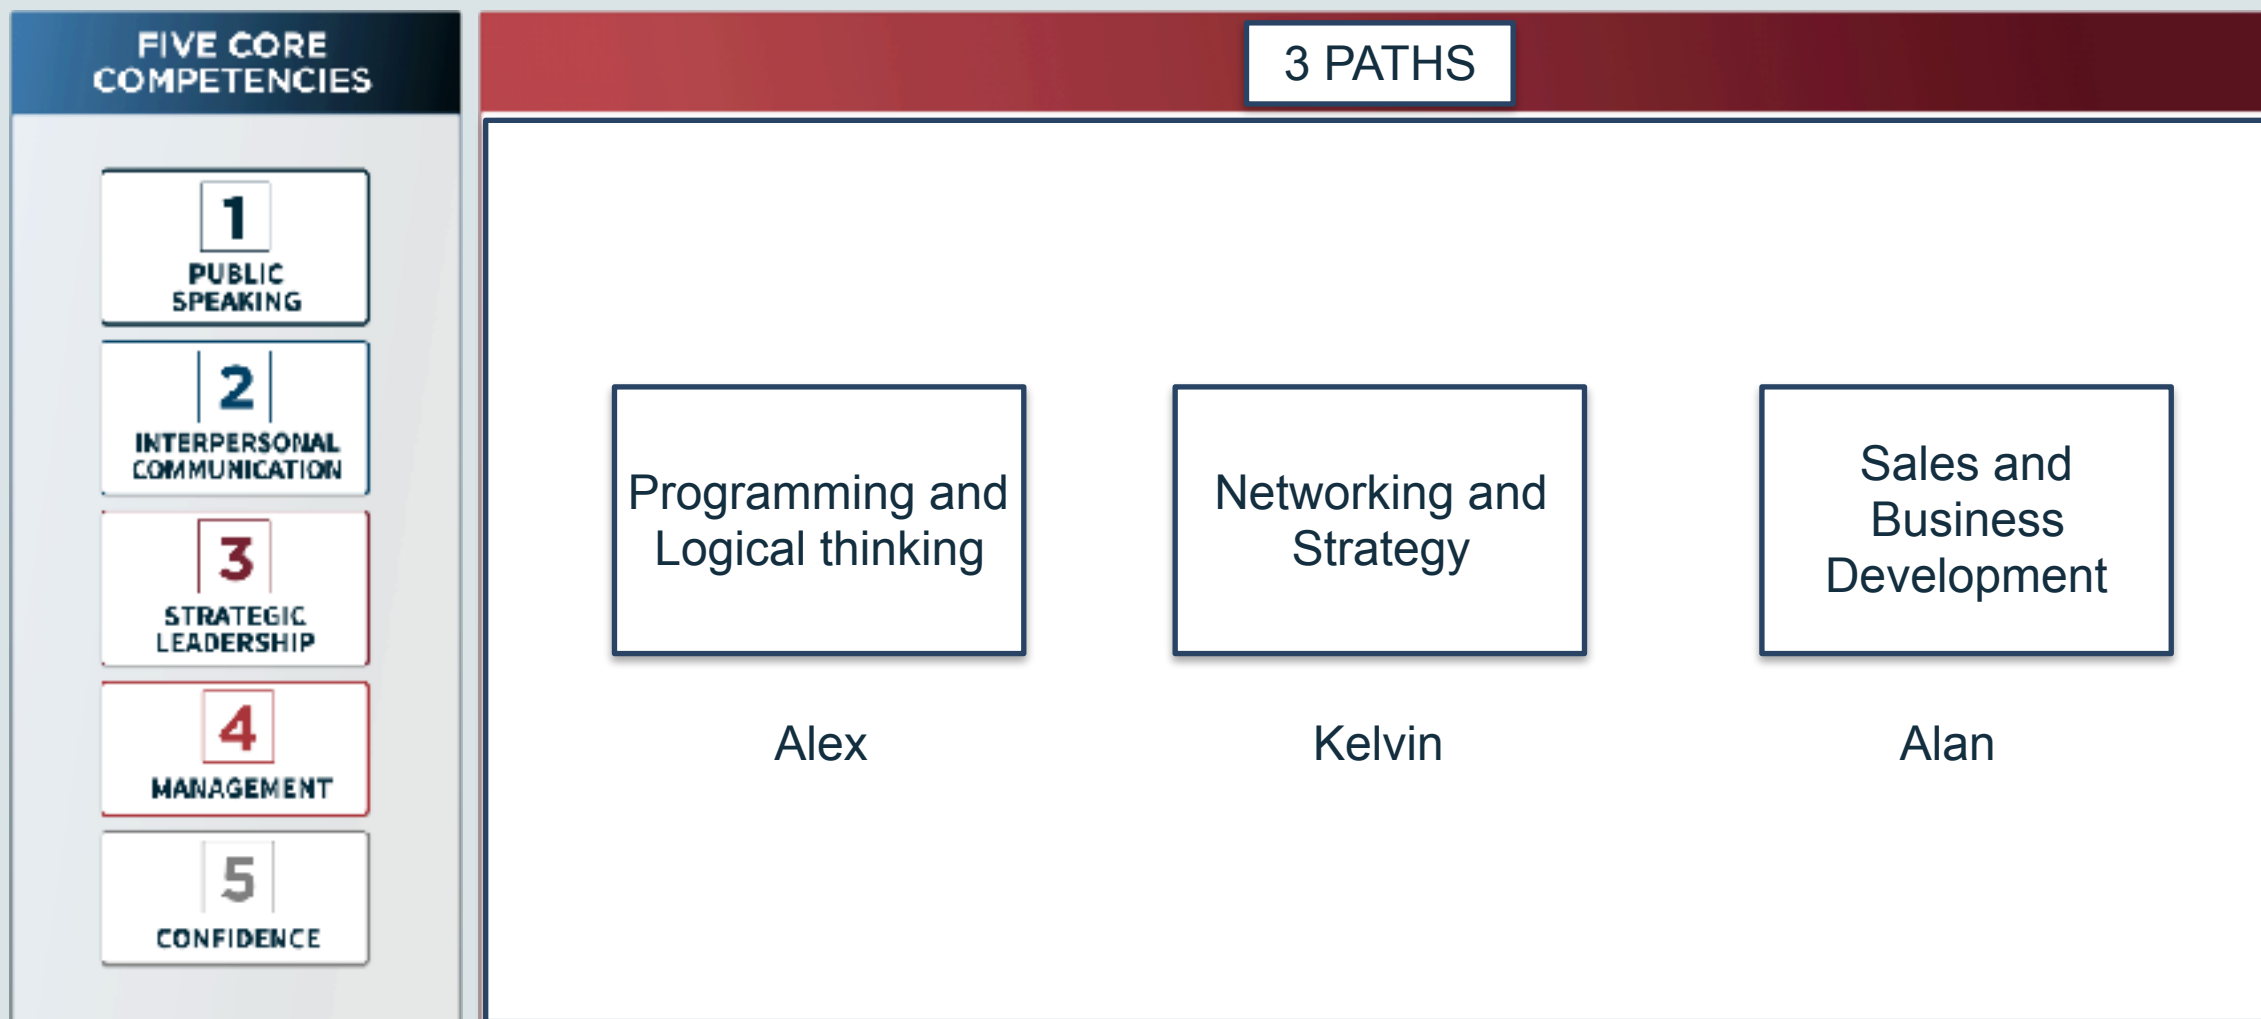 FIVE CORE
COMPETENCIES
1
PUBLIC
SPEAKING
2
INTERPERSONAL
COMMUNICATION
3
STRATEGIC
LEADERSHIP
4
MANAGEMENT
5
CONFIDENCE
3 PATHS
Programming and
Logical thinking
Alex
Networking and
Strategy
Kelvin
Sales and
Business
Development
Alan